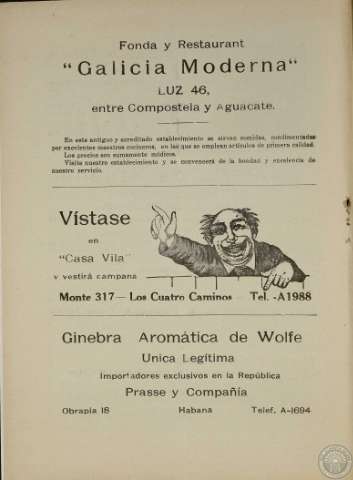 Fonda y Restaurant
"Galicia Moderna"
LUZ 46,
entre Compostela y Aguacate.
En este antiguo y acreditado establecimiento se sirven comidas, condimentadas
por excelentes maestros cocineros, en las que se emplean artículos de primera calidad.
Los precios son sumamente módicos.
Visite nuestro establecimiento y se convencerá de la bondad y excelencia de
nuestro servicio.
Vístase
en
"Casa Vila"
y vestirá campana
Monte 317 — Los Cuatro Caminos — Tel. -A1988
Ginebra Aromática de Wolfe
Unica Legítima
Importadores exclusivos en la República
Prasse y Compañía
Obrapía 18 Habana Telef. A-1694